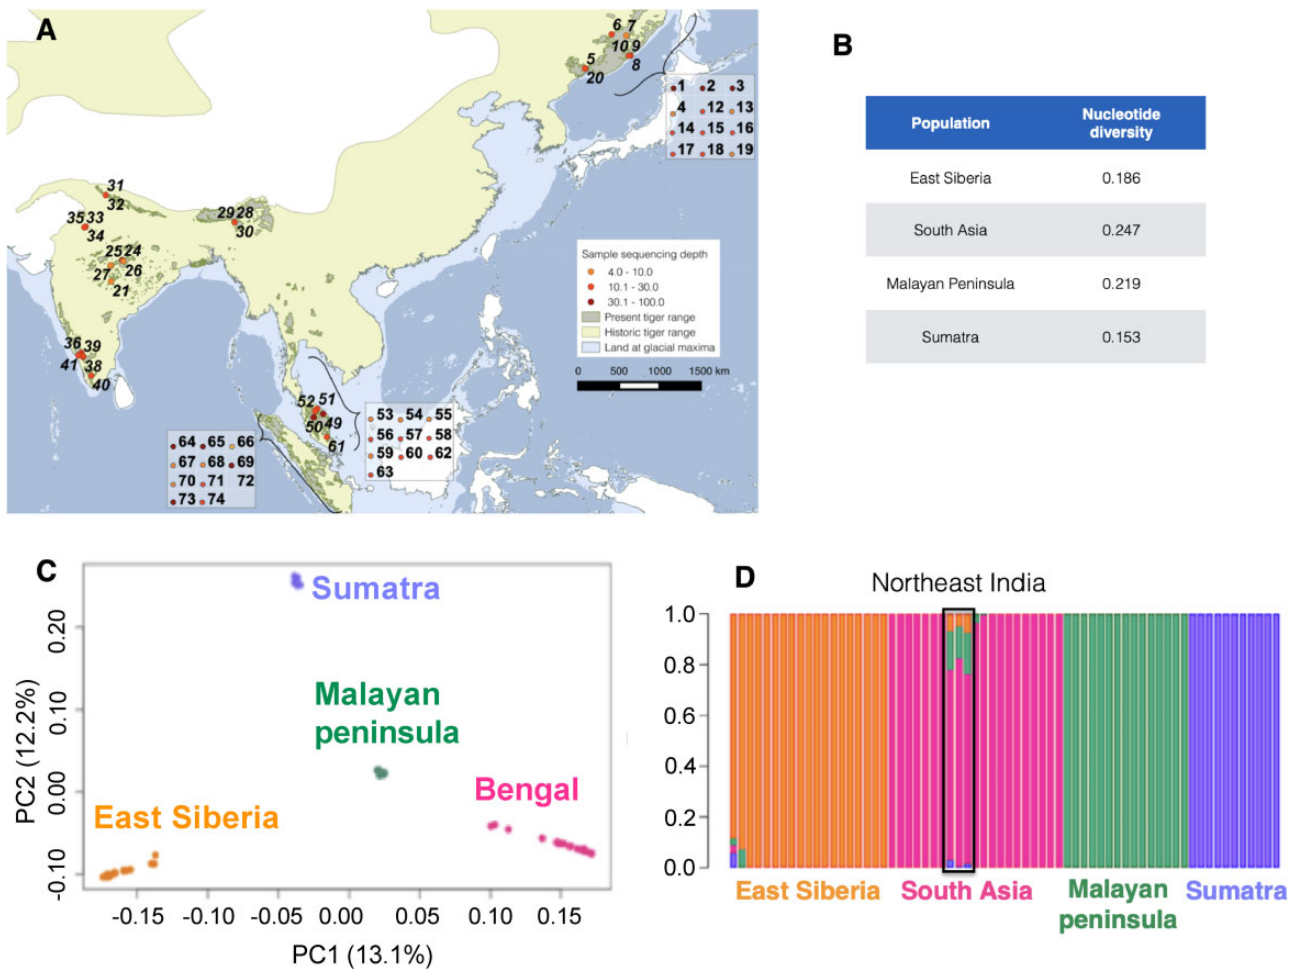 A
6 7
10 9
5
8
20
1 2 3
4 12 13
14 15 16
17 18 19
31
32
35 33
34
29 28
30
25 24
27 26
21
36 39
41 38
40
52 51
50 49
61
53 54 55
56 57 58
59 60 62
63
64 65 66
67 68 69
70 71 72
73 74
Sample sequencing depth
4.0 - 10.0
10.1 - 30.0
30.1 - 100.0
Present tiger range
Historic tiger range
Land at glacial maxima
0 500 1000 1500 km
B
Population Nucleotide diversity
East Siberia 0.186
South Asia 0.247
Malayan Peninsula 0.219
Sumatra 0.153
C
Sumatra
Malayan
peninsula
Bengal
East Siberia
PC2 (12.2%)
0.20
0.10
0.00
-0.10
-0.15 -0.10 -0.05 0.00 0.05 0.10 0.15
PC1 (13.1%)
D
Northeast India
1.0
0.8
0.6
0.4
0.2
0.0
East Siberia South Asia Malayan Sumatra
peninsula